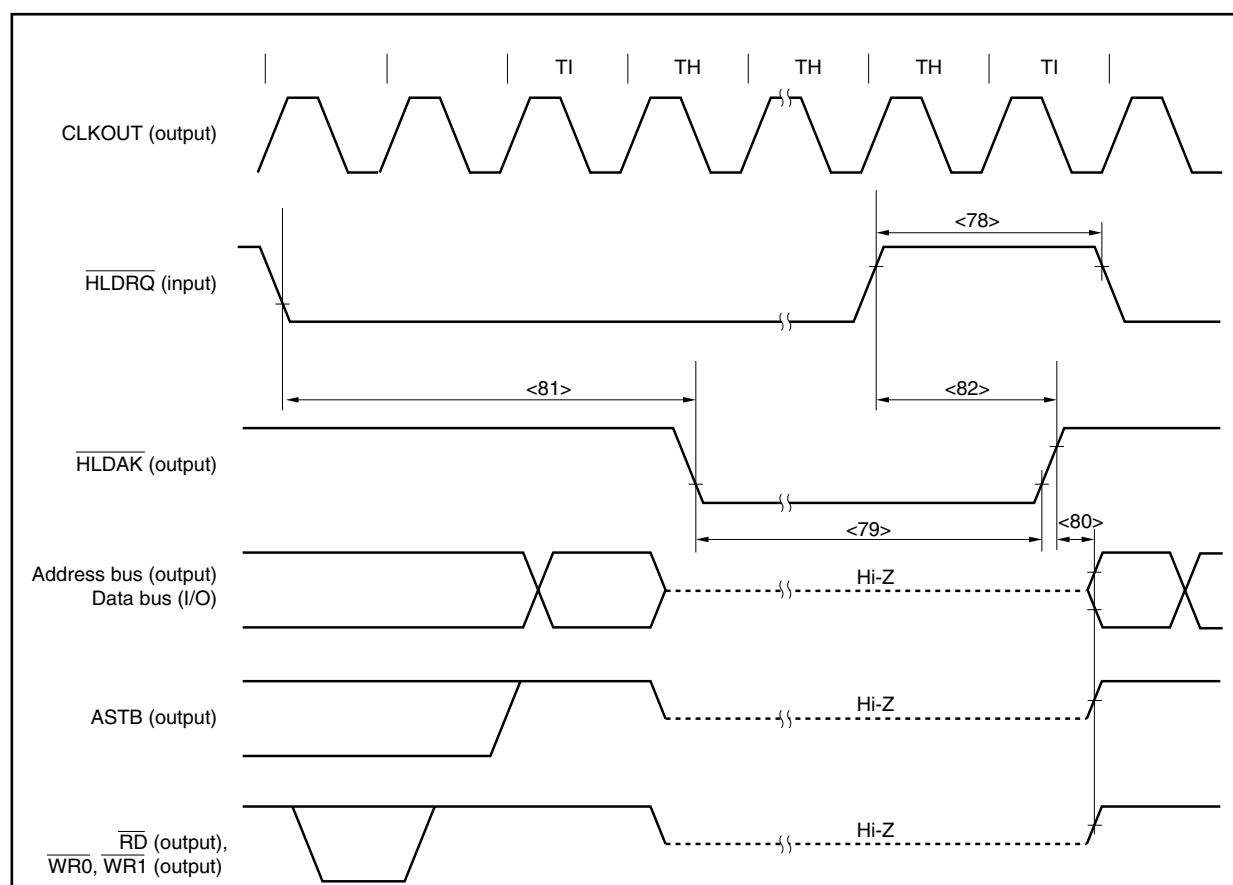 TI TH TH TH TI
CLKOUT (output)
<78>
HLDRQ (input)
<81> <82>
HLDAK (output)
<79> <80>
Address bus (output)
Data bus (I/O)
Hi-Z
ASTB (output)
Hi-Z
RD (output),
WR0, WR1 (output)
Hi-Z